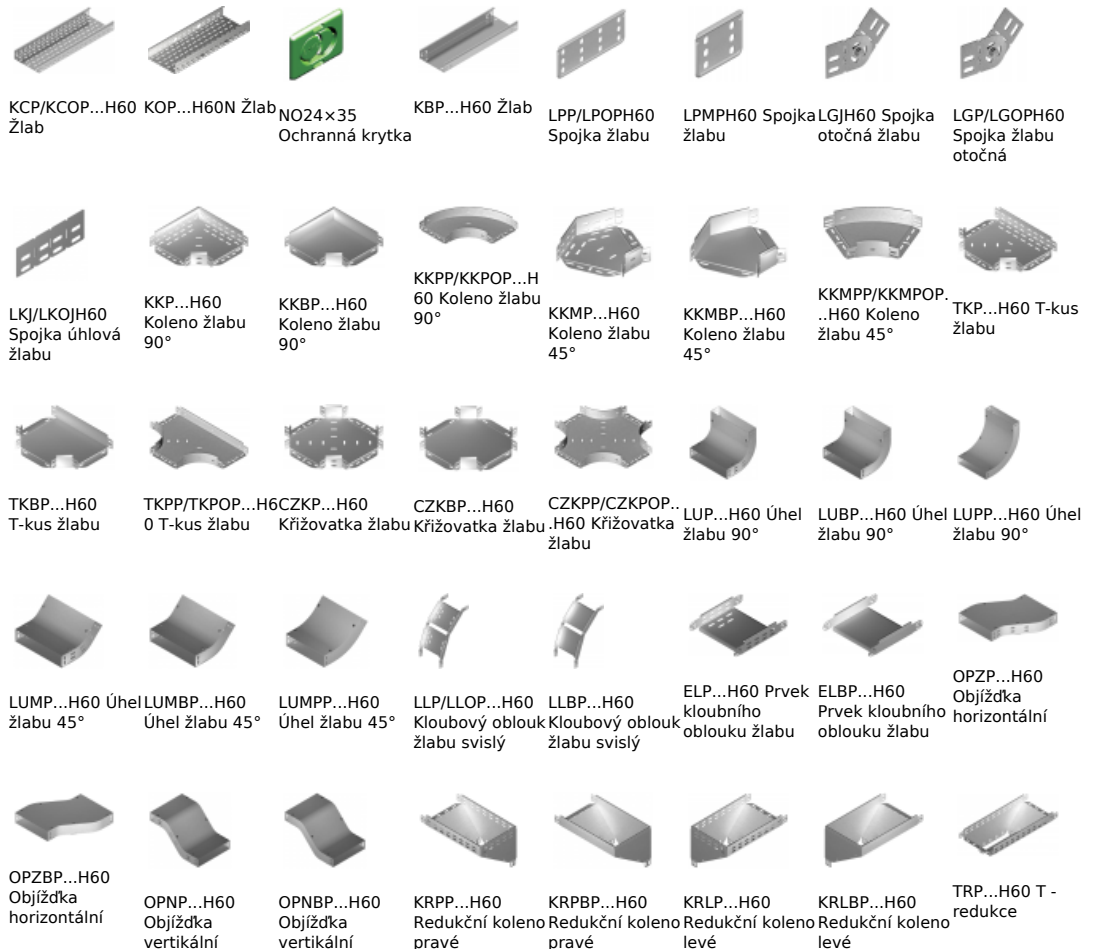 KCP/KCOP...H60
Žlab
KOP...H60N Žlab
NO24×35
Ochranná krytka
KBP...H60 Žlab
LPP/LPOPH60
Spojka žlabu
LPMPH60 Spojka
žlabu
LGJH60 Spojka
otočná žlabu
LGP/LGOPH60
Spojka žlabu
otočná
LKJ/LKOJH60
Spojka úhlová
žlabu
KKP...H60
Koleno žlabu
90°
KKBP...H60
Koleno žlabu
90°
KKPP/KKPOP...H
60 Koleno žlabu
90°
KKMP...H60
Koleno žlabu
45°
KKMBP...H60
Koleno žlabu
45°
KKMPP/KKMPOP.
..H60 Koleno
žlabu 45°
TKP...H60 T-kus
žlabu
TKBP...H60
T-kus žlabu
TKPP/TKPOP...H6
0 T-kus žlabu
CZKP...H60
Křižovatka žlabu
CZKBP...H60
Křižovatka žlabu
CZKPP/CZKPOP..
.H60 Křižovatka
žlabu
LUP...H60 Úhel
žlabu 90°
LUBP...H60 Úhel
žlabu 90°
LUPP...H60 Úhel
žlabu 90°
LUMP...H60 Úhel
žlabu 45°
LUMBP...H60
Úhel žlabu 45°
LUMPP...H60
Úhel žlabu 45°
LLP/LLOP...H60
Kloubový oblouk
žlabu svislý
LLBP...H60
Kloubový oblouk
žlabu svislý
ELP...H60 Prvek
kloubního
oblouku žlabu
ELBP...H60
Prvek kloubního
oblouku žlabu
OPZP...H60
Objížďka
horizontální
OPZBP...H60
Objížďka
horizontální
OPNP...H60
Objížďka
vertikální
OPNBP...H60
Objížďka
vertikální
KRPP...H60
Redukční koleno
pravé
KRPBP...H60
Redukční koleno
pravé
KRLP...H60
Redukční koleno
levé
KRLBP...H60
Redukční koleno
levé
TRP...H60 T -
redukce